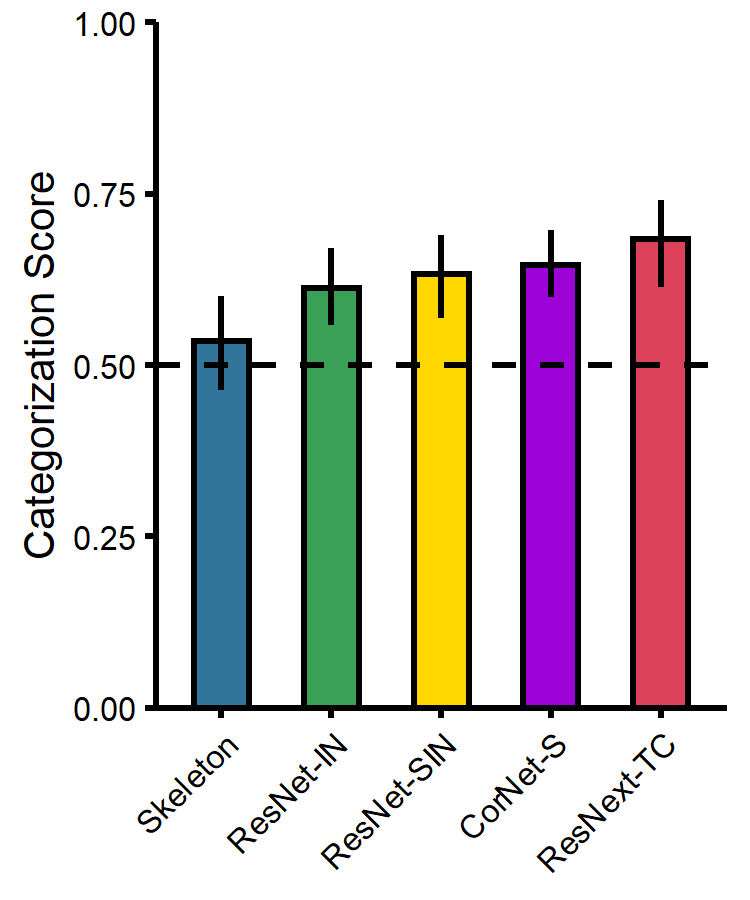 Categorization Score
1.00
0.75
0.50
0.25
0.00
Skeleton
ResNet-IN
ResNet-SIN
CorNet-S
ResNext-TC